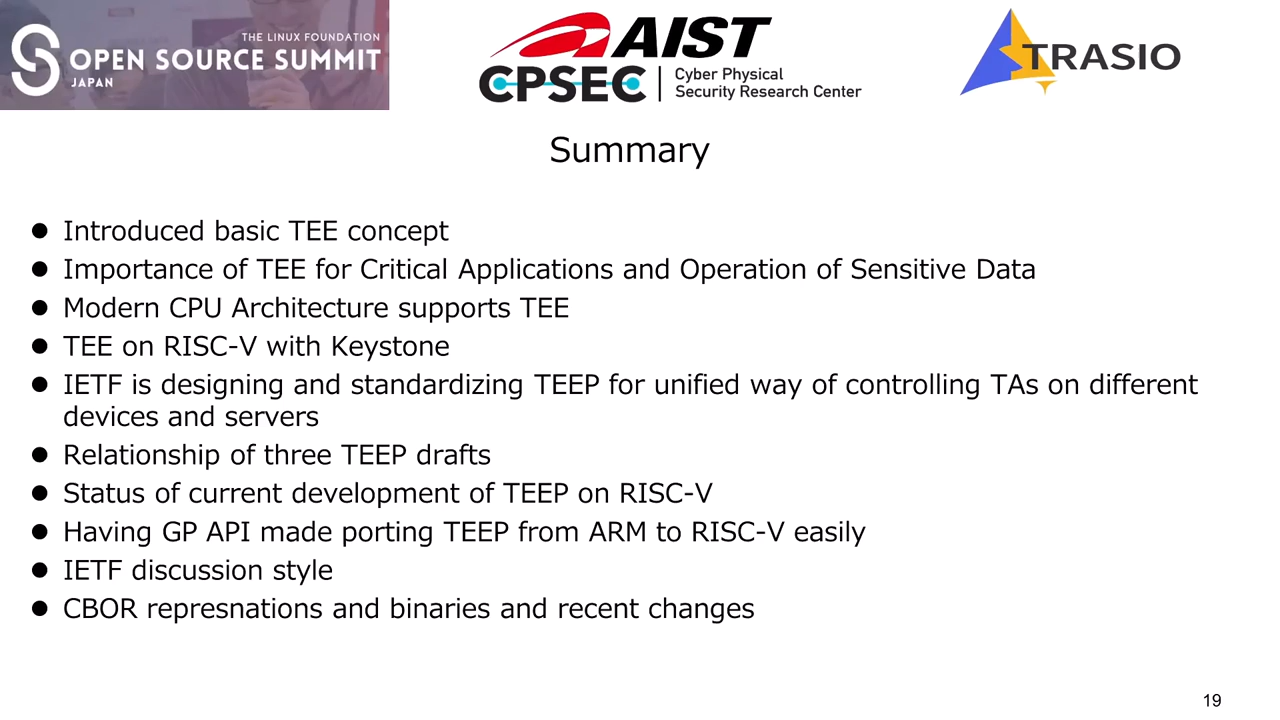 THE LINUX FOUNDATION
OPEN SOURCE SUMMIT
JAPAN
AIST
CPSEC
Cyber Physical
Security Research Center
TRASIO
Summary
● Introduced basic TEE concept
● Importance of TEE for Critical Applications and Operation of Sensitive Data
● Modern CPU Architecture supports TEE
● TEE on RISC-V with Keystone
● IETF is designing and standardizing TEEP for unified way of controlling TAs on different
devices and servers
● Relationship of three TEEP drafts
● Status of current development of TEEP on RISC-V
● Having GP API made porting TEEP from ARM to RISC-V easily
● IETF discussion style
● CBOR represnations and binaries and recent changes
19